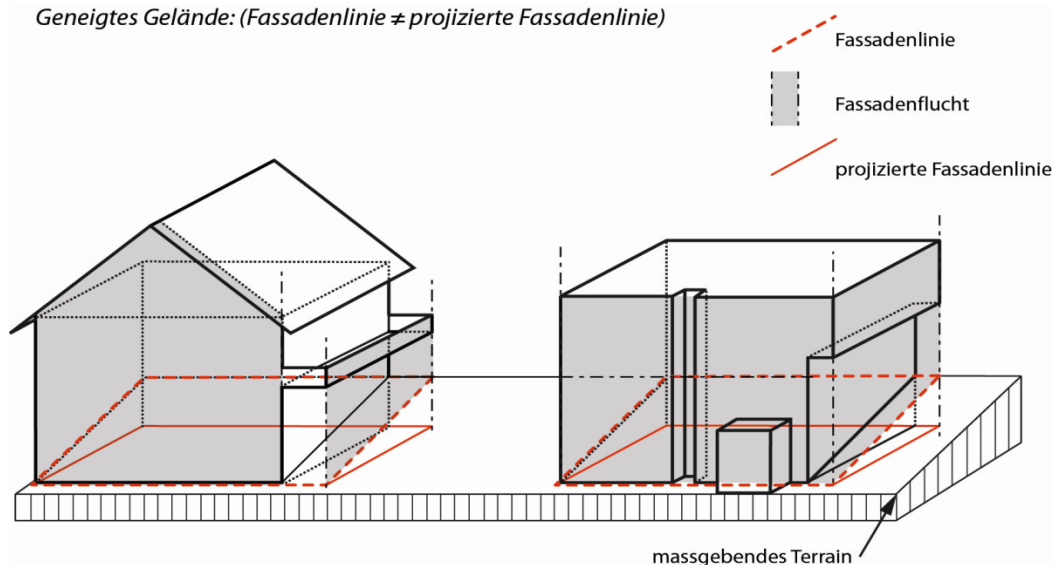 Geneigtes Gelände: (Fassadenlinie ≠ projizierte Fassadenlinie)
Fassadenlinie
Fassadenflucht
projizierte Fassadenlinie
massgebendes Terrain